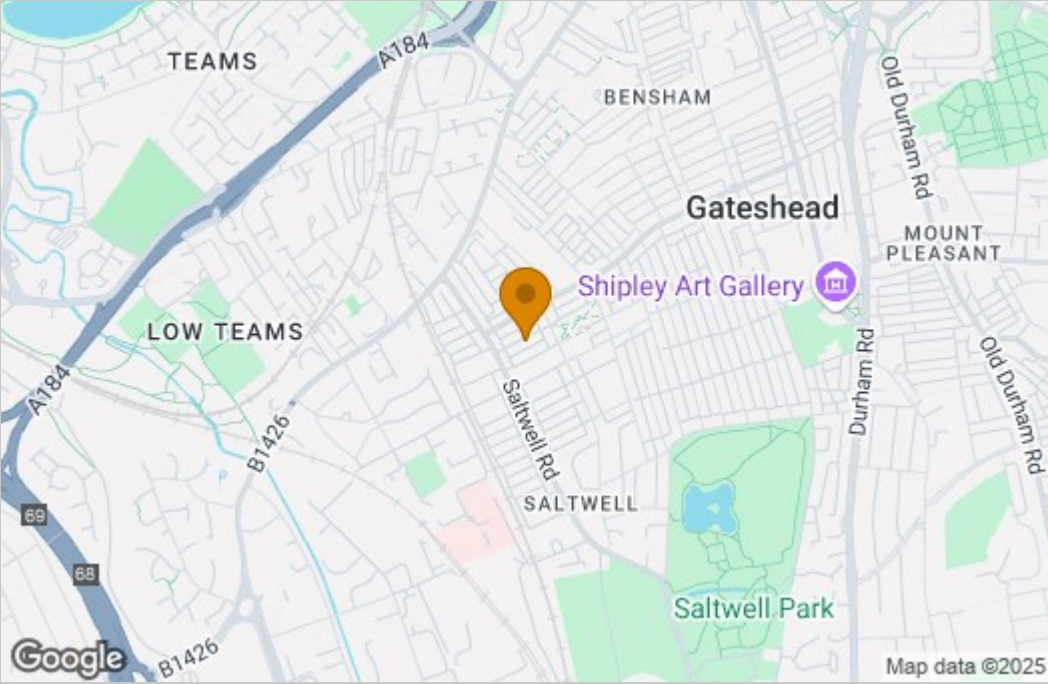 TEAMS
A184
BENSHAM
Old Durham Rd
Gateshead
MOUNT
PLEASANT
Shipley Art Gallery
LOW TEAMS
A184
Durham Rd
Old Durham Rd
Saltwell Rd
B1426
SALTWELL
69
68
Saltwell Park
B1426
Google
Map data ©2025